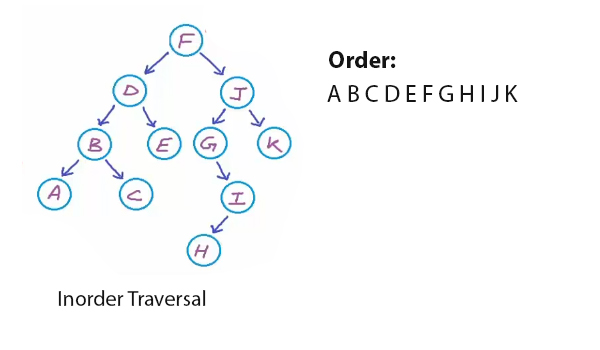 F
D J
B E G K
A C I
H
Order:
A B C D E F G H I J K
Inorder Traversal